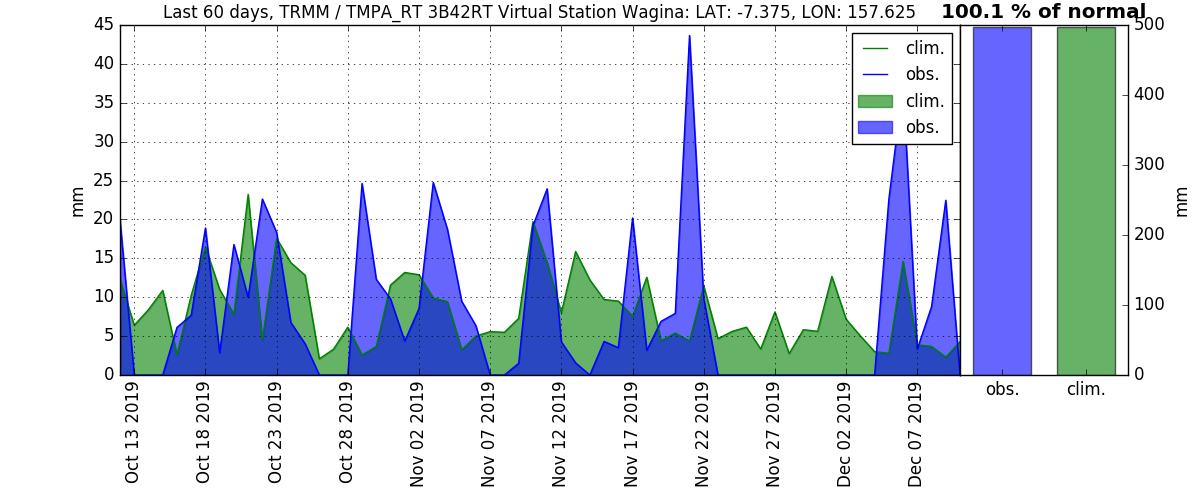 Last 60 days, TRMM / TMPA_RT 3B42RT Virtual Station Wagina: LAT: -7.375, LON: 157.625
100.1 % of normal
45
40
35
30
25
20
15
10
5
0
mm
clim.
obs.
clim.
obs.
500
400
300
200
100
0
mm
obs.
clim.
Oct 13 2019
Oct 18 2019
Oct 23 2019
Oct 28 2019
Nov 02 2019
Nov 07 2019
Nov 12 2019
Nov 17 2019
Nov 22 2019
Nov 27 2019
Dec 02 2019
Dec 07 2019